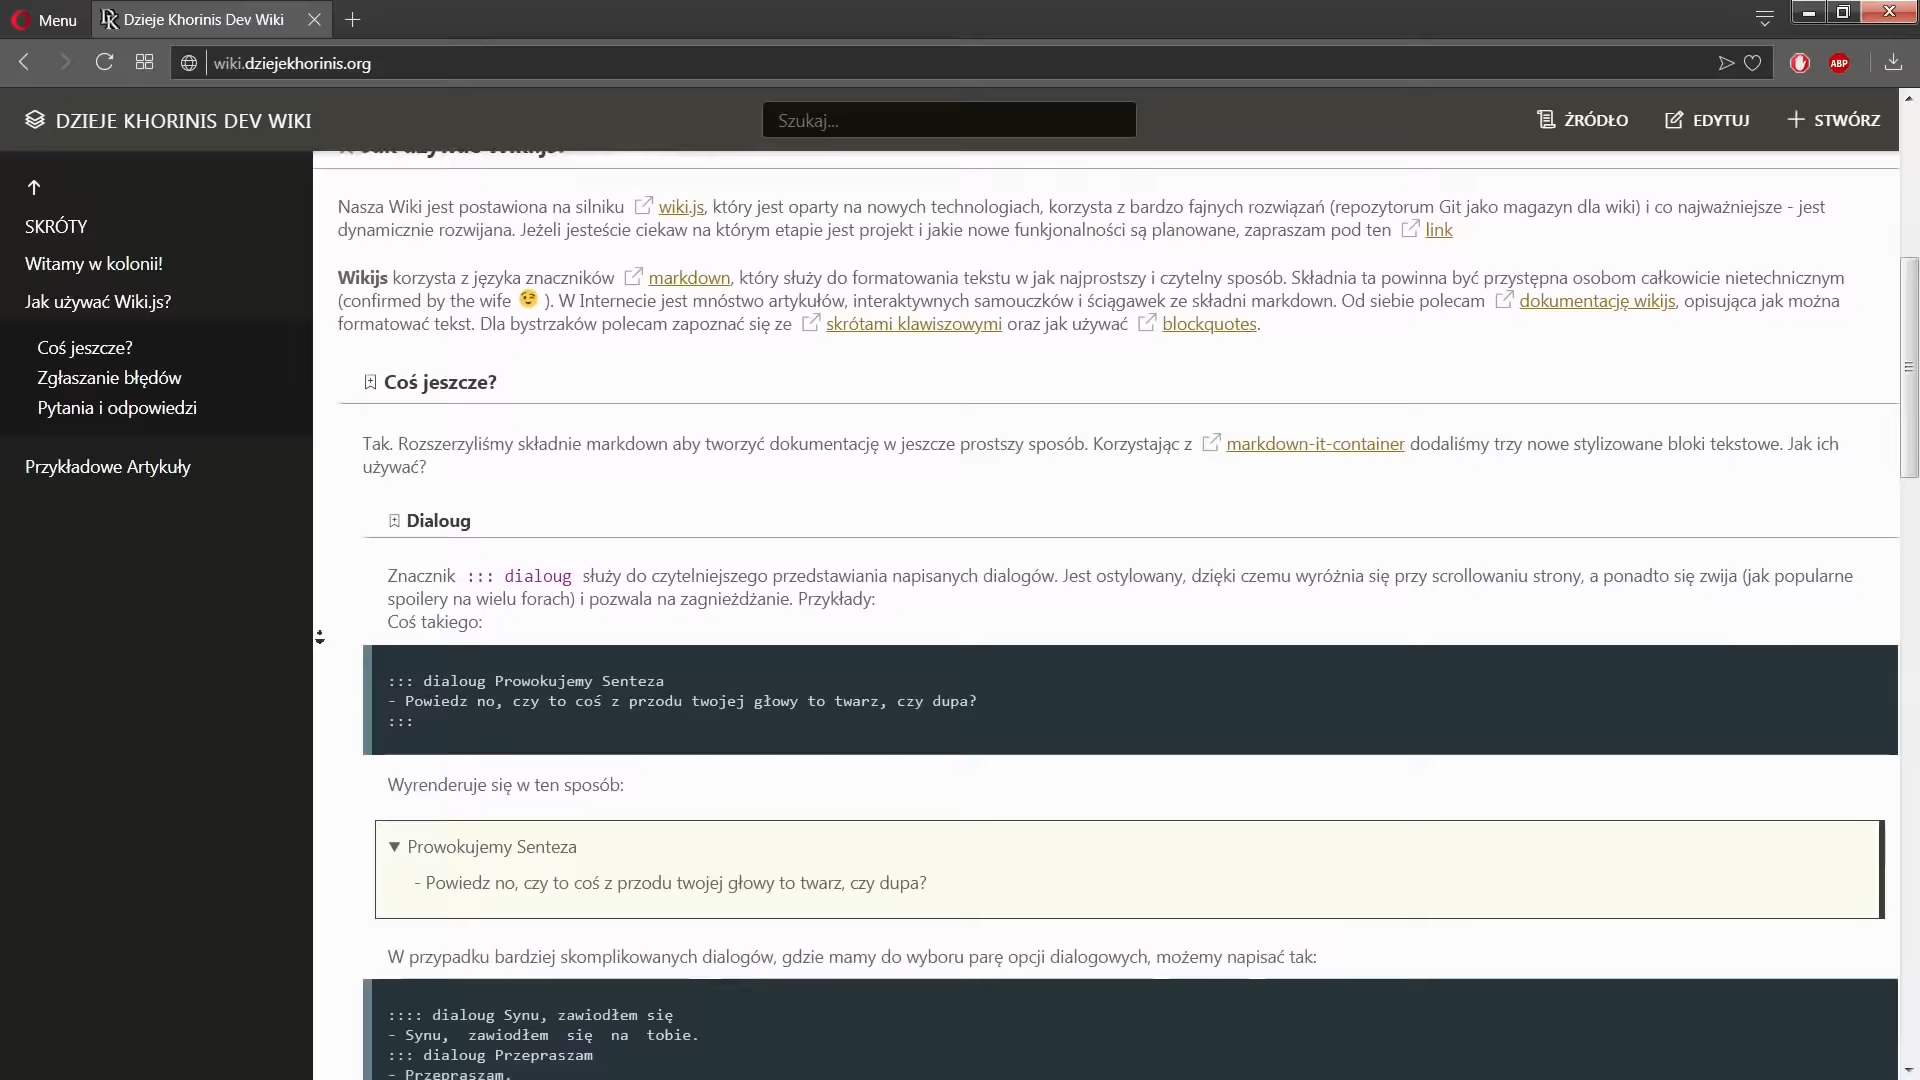 Menu
Dzieje Khorinis Dev Wiki
wiki.dziejekhorinis.org
ABP
DZIEJE KHORINIS DEV WIKI
Szukaj...
ŻRÓDŁO
EDYTUJ
STWÓRZ
SKRÓTY
Witamy w kolonii!
Jak używać Wiki.js?
Coś jeszcze?
Zgłaszanie błędów
Pytania i odpowiedzi
Przykładowe Artykuły
Jak używać Wiki.js?
Nasza Wiki jest postawiona na silniku wiki.js, który jest oparty na nowych technologiach, korzysta z bardzo fajnych rozwiązań (repozytorum Git jako magazyn dla wiki) i co najważniejsze - jest
dynamicznie rozwijana. Jeżeli jesteście ciekaw na którym etapie jest projekt i jakie nowe funkjonalności są planowane, zapraszam pod ten link
Wikijs korzysta z języka znaczników markdown, który służy do formatowania tekstu w jak najprostszy i czytelny sposób. Składnia ta powinna być przystępna osobom całkowicie nietechnicznym
(confirmed by the wife 😉 ). W Internecie jest mnóstwo artykułów, interaktywnych samouczków i ściągawek ze składni markdown. Od siebie polecam dokumentację wikijs, opisująca jak można
formatować tekst. Dla bystrzaków polecam zapoznać się ze skrótami klawiszowymi oraz jak używać blockquotes.
Coś jeszcze?
Tak. Rozszerzyliśmy składnie markdown aby tworzyć dokumentację w jeszcze prostszy sposób. Korzystając z markdown-it-container dodaliśmy trzy nowe stylizowane bloki tekstowe. Jak ich
używać?
Dialoug
Znacznik ::: dialoug służy do czytelniejszego przedstawiania napisanych dialogów. Jest ostylowany, dzięki czemu wyróżnia się przy scrollowaniu strony, a ponadto się zwija (jak popularne
spoilery na wielu forach) i pozwala na zagnieżdżanie. Przykłady:
Coś takiego:
::: dialoug Prowokujemy Senteza
- Powiedz no, czy to coś z przodu twojej głowy to twarz, czy dupa?
:::
Wyrenderuje się w ten sposób:
▼ Prowokujemy Senteza
- Powiedz no, czy to coś z przodu twojej głowy to twarz, czy dupa?
W przypadku bardziej skomplikowanych dialogów, gdzie mamy do wyboru parę opcji dialogowych, możemy napisać tak:
:::: dialoug Synu, zawiodłem się
- Synu, zawiodłem się na tobie.
::: dialoug Przepraszam
- Przepraszam.